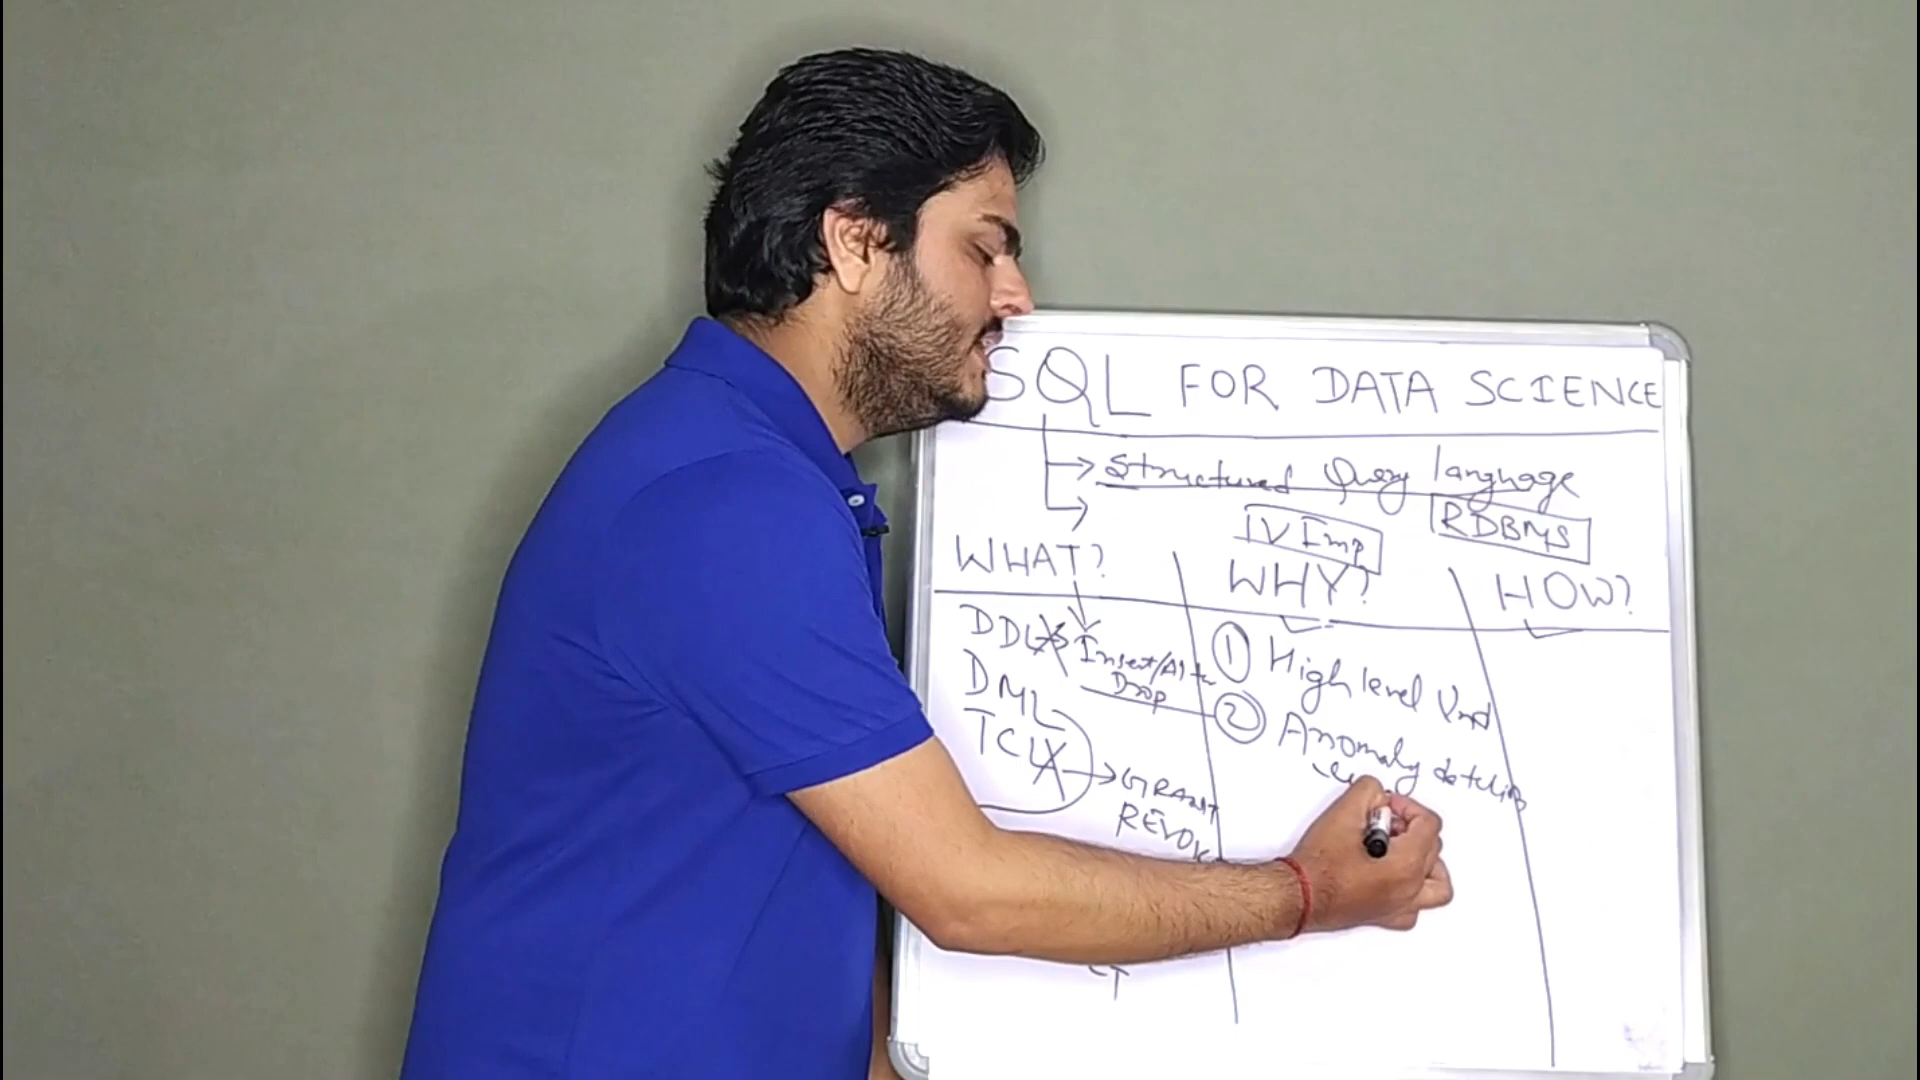 SQL FOR DATA SCIENCE
Structured Query language
IV Imp
RDBMS
WHAT?
WHY?
HOW?
DDL
Insert/Alter
Drop
DML
TCL
GRANT
REVOK
① High level Und
② Anomaly